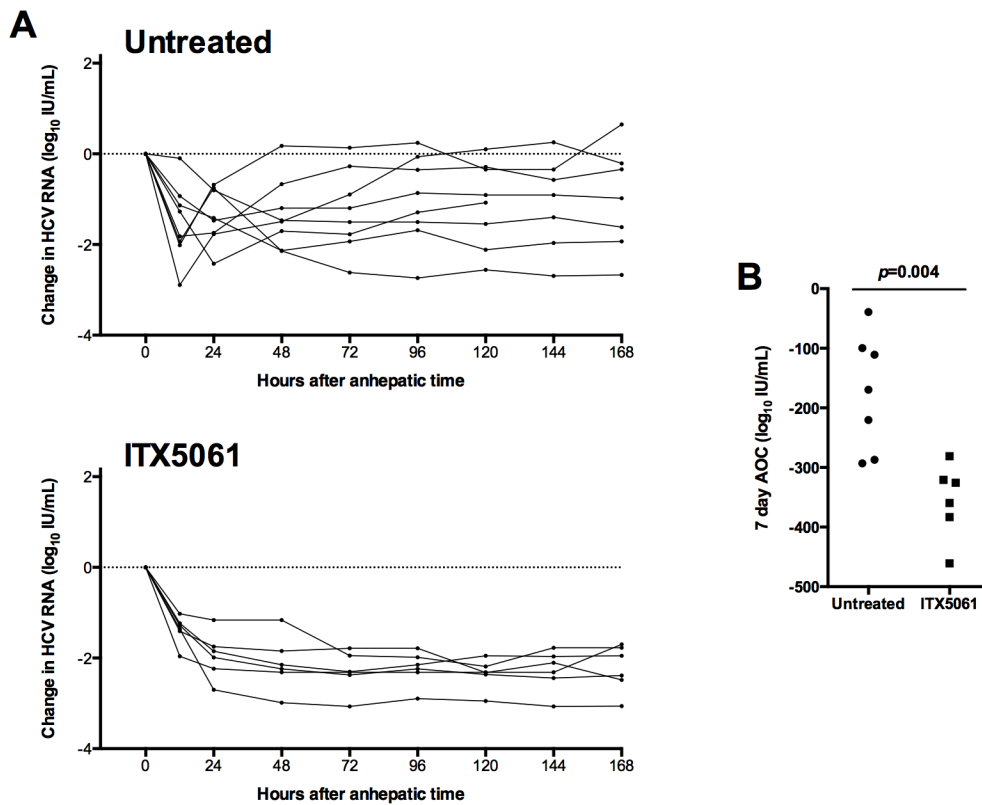 A
Untreated
Change in HCV RNA (log10 IU/mL)
2
0
-2
-4
0 24 48 72 96 120 144 168
Hours after anhepatic time
ITX5061
Change in HCV RNA (log10 IU/mL)
2
0
-2
-4
0 24 48 72 96 120 144 168
Hours after anhepatic time
B
p=0.004
7 day AOC (log10 IU/mL)
0
-100
-200
-300
-400
-500
Untreated ITX5061